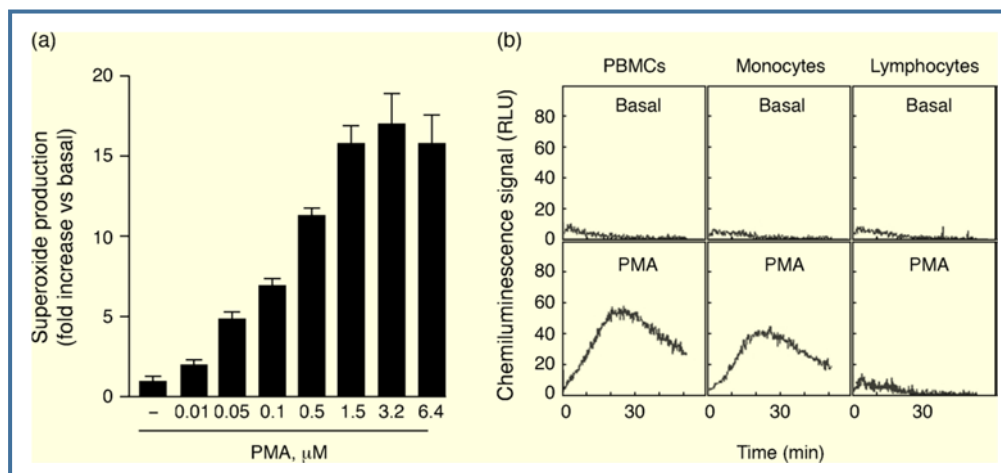 (a)
Superoxide production
(fold increase vs basal)
20
15
10
5
0
– 0.01 0.05 0.1 0.5 1.5 3.2 6.4
PMA, μM
(b)
PBMCs Monocytes Lymphocytes
Chemiluminescence signal (RLU)
Basal Basal Basal
80
60
40
20
0
PMA PMA PMA
80
60
40
20
0
0 30 0 30 0 30
Time (min)